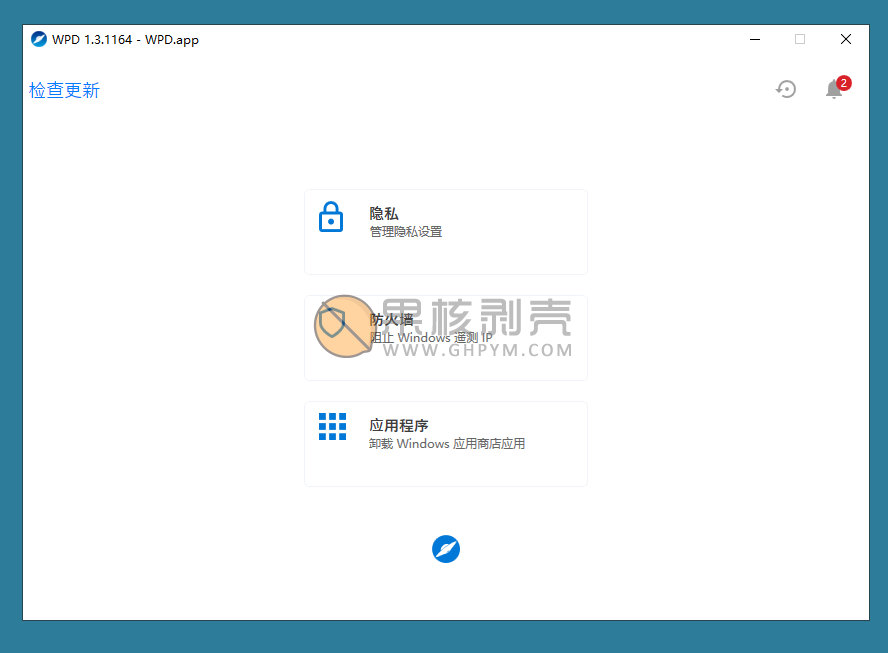 WPD 1.3.1164 - WPD.app
检查更新
2
隐私
管理隐私设置
防火墙
阻止 Windows 遥测 IP
果核剥壳
WWW.GHPYM.COM
应用程序
卸载 Windows 应用商店应用